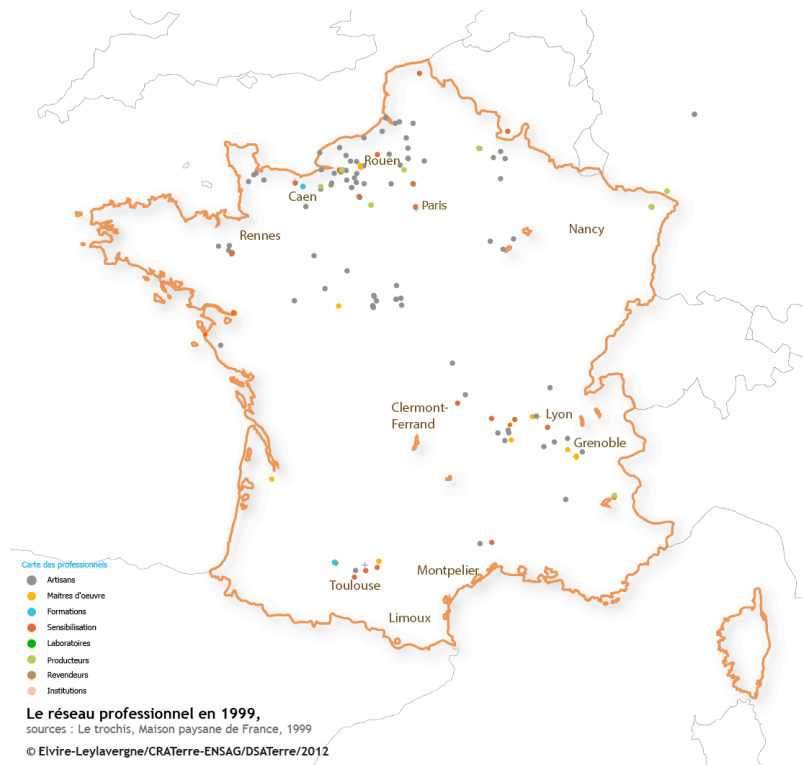 Rouen
Caen
Paris
Rennes
Nancy
Clermont-
Ferrand
Lyon
Grenoble
Montpelier
Toulouse
Limoux
Carte des professionnels
Artisans
Maitres d'oeuvre
Formations
Sensibilisation
Laboratoires
Producteurs
Revendeurs
Institutions
Le réseau professionnel en 1999,
sources : Le trochis, Maison paysane de France, 1999
© Elvire-Leylavergne/CRATerre-ENSAG/DSATerre/2012